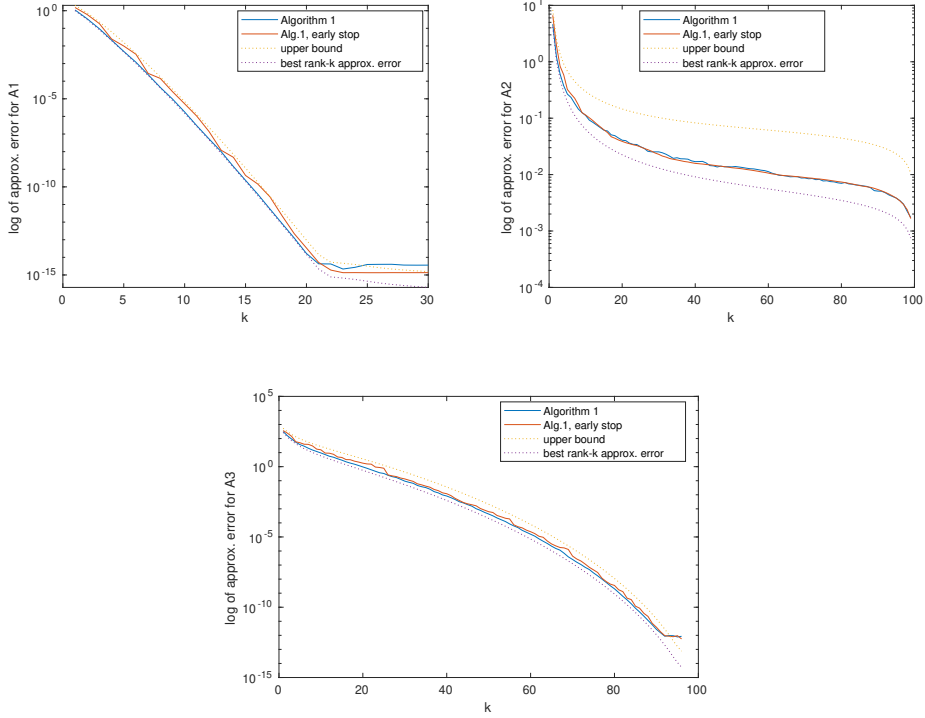 log of approx. error for A1
10^0
10^-5
10^-10
10^-15
0 5 10 15 20 25 30
k
Algorithm 1
Alg.1, early stop
upper bound
best rank-k approx. error
log of approx. error for A2
10^1
10^0
10^-1
10^-2
10^-3
10^-4
0 20 40 60 80 100
k
Algorithm 1
Alg.1, early stop
upper bound
best rank-k approx. error
log of approx. error for A3
10^5
10^0
10^-5
10^-10
10^-15
0 20 40 60 80 100
k
Algorithm 1
Alg.1, early stop
upper bound
best rank-k approx. error